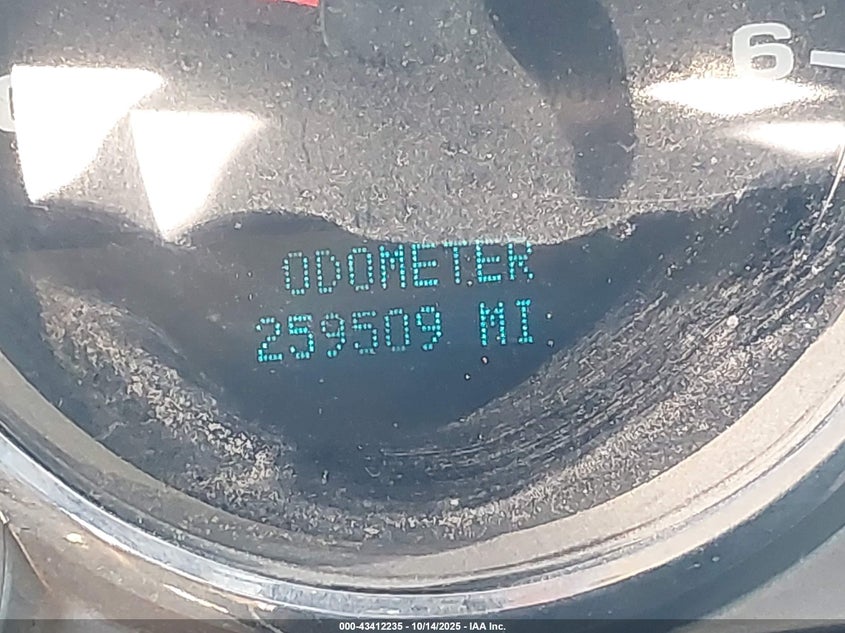 6
ODOMETER
259509 MI
000-43412235 - 10/14/2025 - IAA Inc.